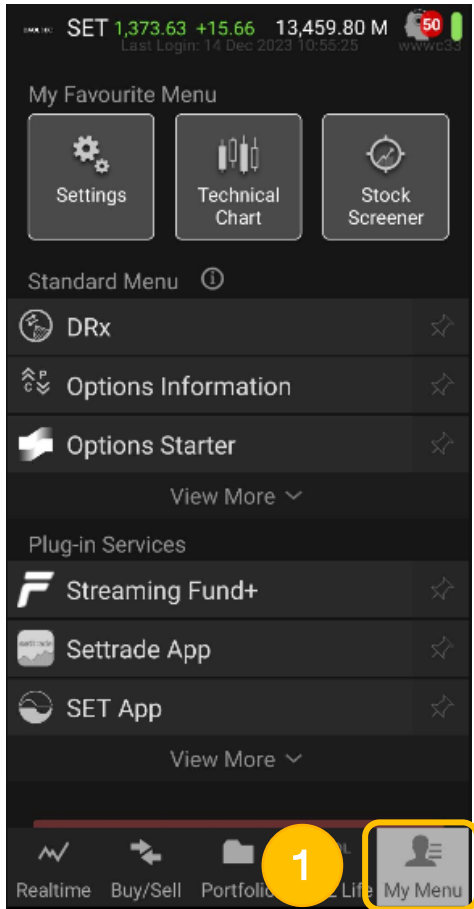 SET 1,373.63 +15.66 13,459.80 M 50
Last Login: 14 Dec 2023 10:55:25
My Favourite Menu
Settings
Technical
Chart
Stock
Screener
Standard Menu
DRx
Options Information
Options Starter
View More
Plug-in Services
Streaming Fund+
Settrade App
SET App
View More
1
Realtime Buy/Sell Portfolio Life My Menu